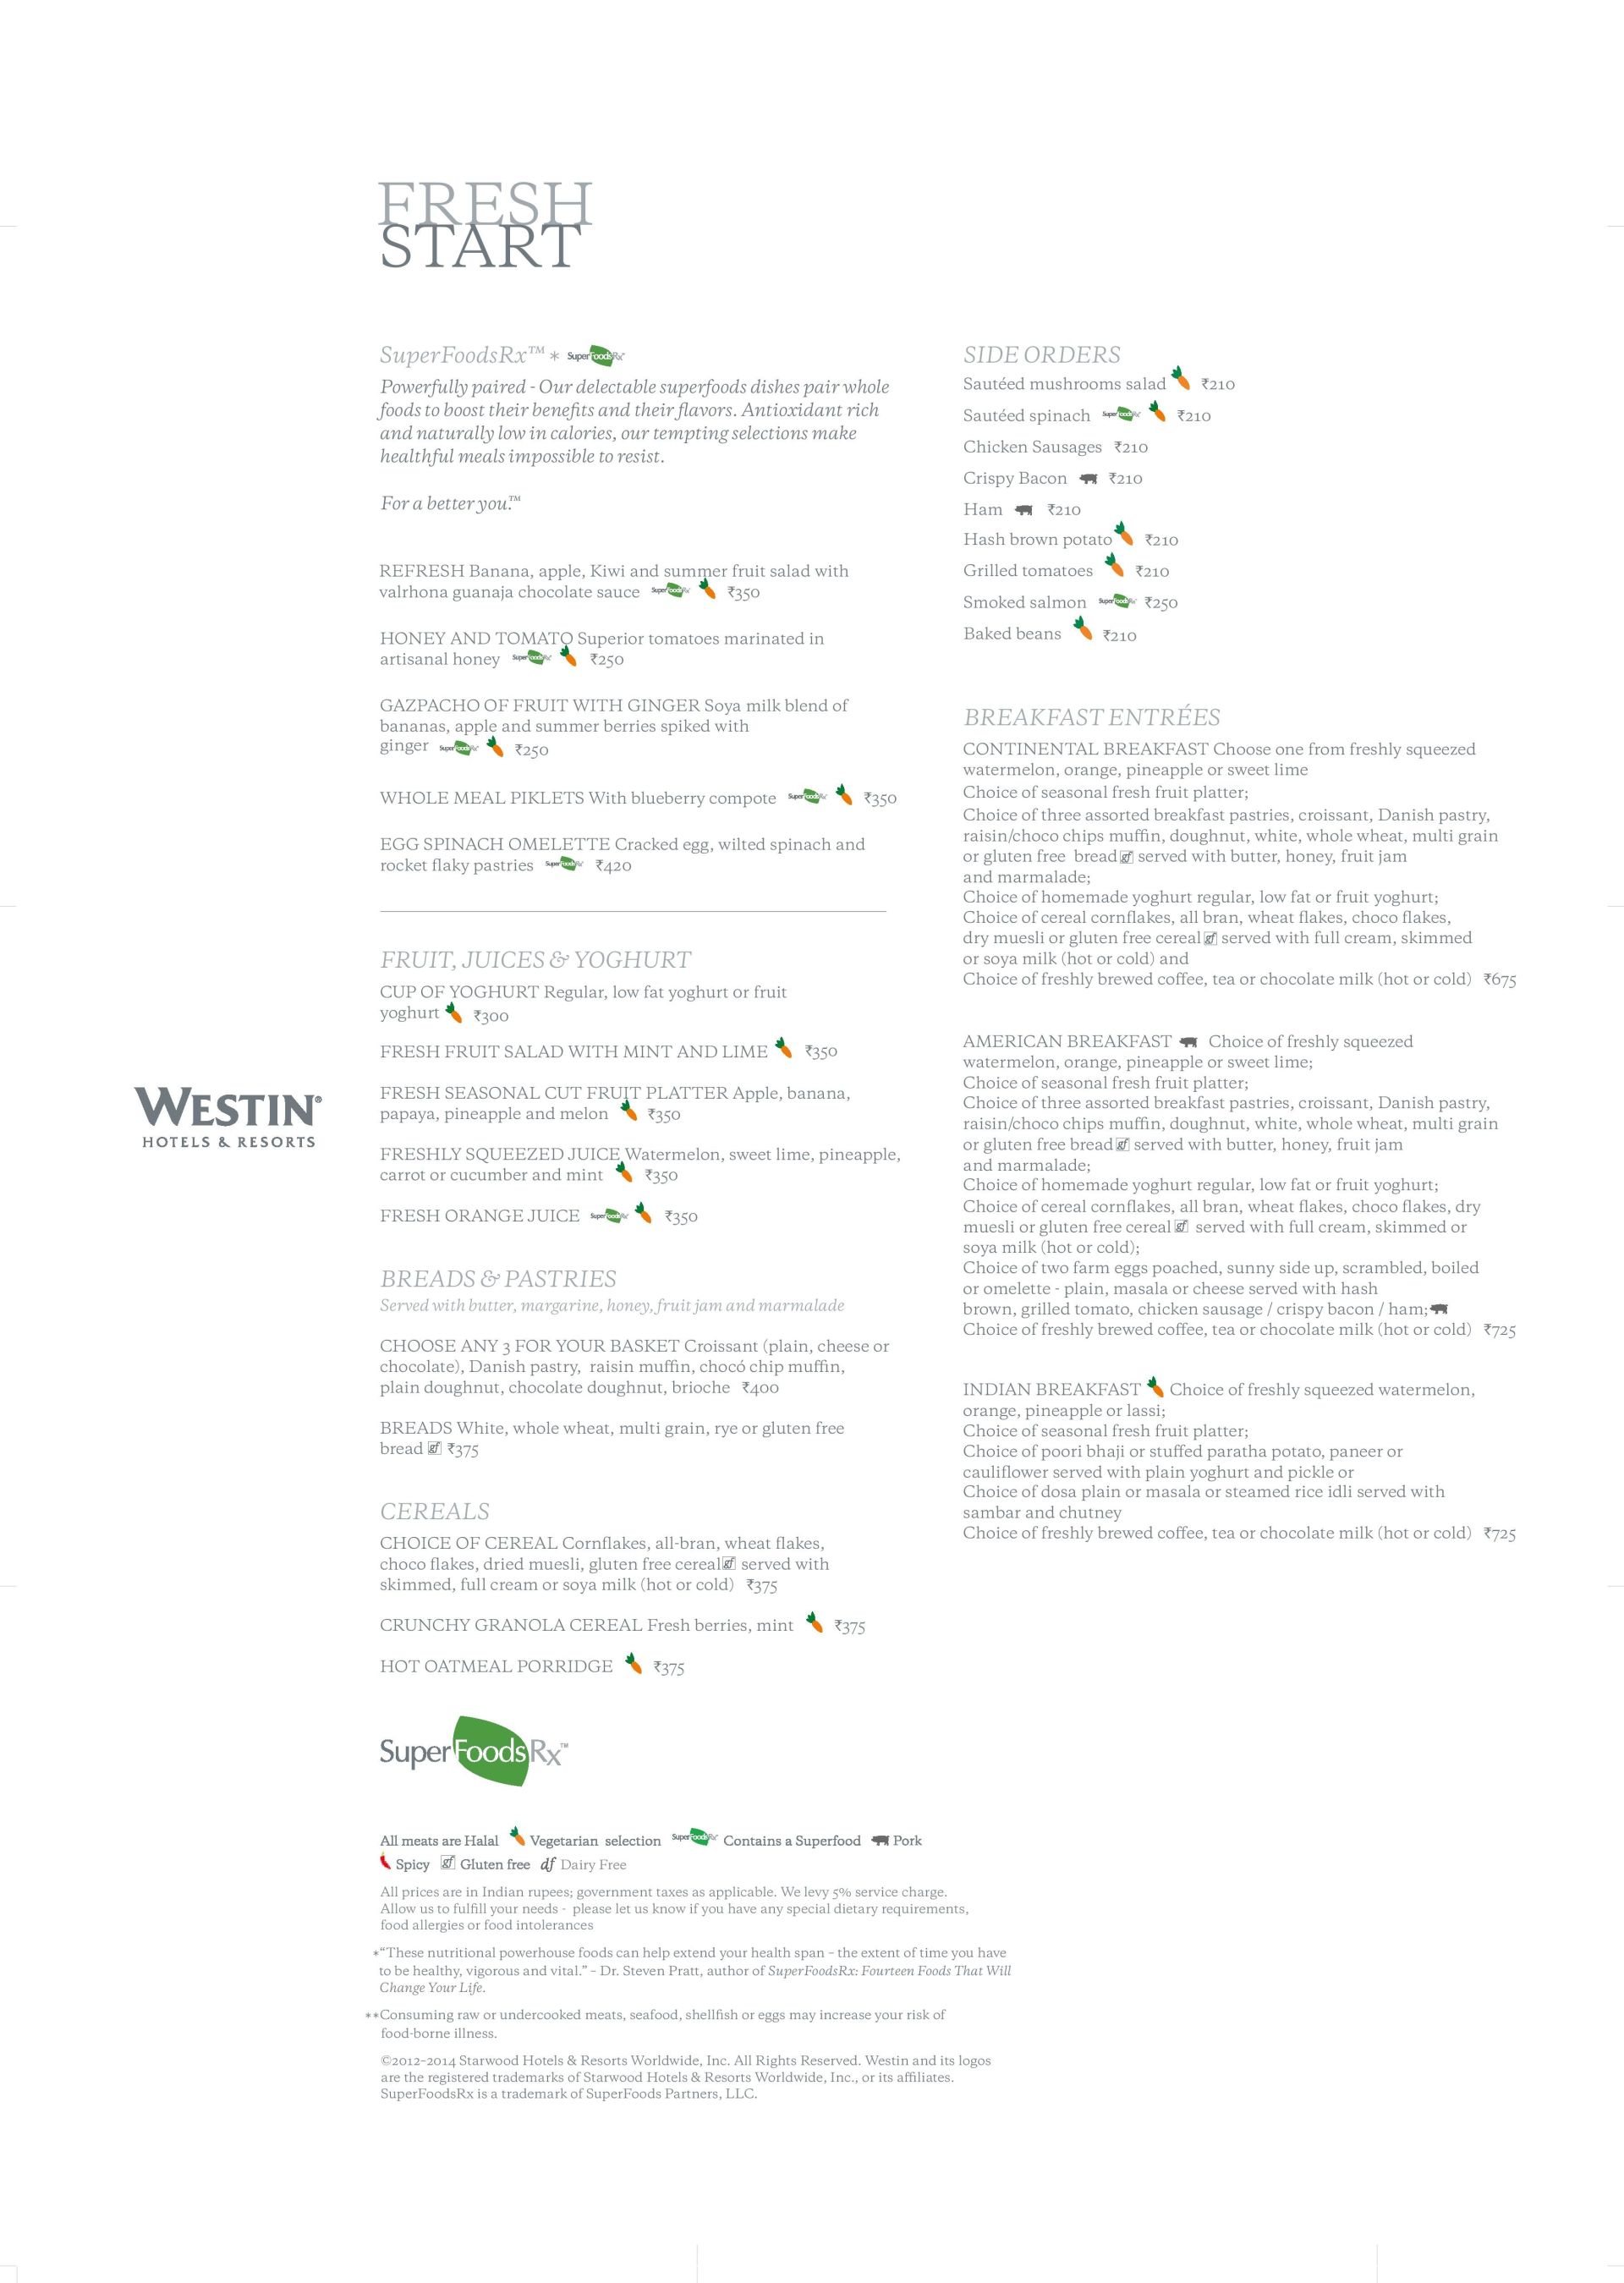 FRESH
START
SuperFoodsRx™ * SuperFoodsRx™
Powerfully paired - Our delectable superfoods dishes pair whole
foods to boost their benefits and their flavors. Antioxidant rich
and naturally low in calories, our tempting selections make
healthful meals impossible to resist.
For a better you.™
REFRESH Banana, apple, Kiwi and summer fruit salad with
valrhona guanaja chocolate sauce SuperFoodsRx ₹350
HONEY AND TOMATO Superior tomatoes marinated in
artisanal honey SuperFoodsRx ₹250
GAZPACHO OF FRUIT WITH GINGER Soya milk blend of
bananas, apple and summer berries spiked with
ginger SuperFoodsRx ₹250
WHOLE MEAL PIKLETS With blueberry compote SuperFoodsRx ₹350
EGG SPINACH OMELETTE Cracked egg, wilted spinach and
rocket flaky pastries SuperFoodsRx ₹420
FRUIT, JUICES & YOGHURT
CUP OF YOGHURT Regular, low fat yoghurt or fruit
yoghurt ₹300
FRESH FRUIT SALAD WITH MINT AND LIME ₹350
FRESH SEASONAL CUT FRUIT PLATTER Apple, banana,
papaya, pineapple and melon ₹350
FRESHLY SQUEEZED JUICE Watermelon, sweet lime, pineapple,
carrot or cucumber and mint ₹350
FRESH ORANGE JUICE SuperFoodsRx ₹350
BREADS & PASTRIES
Served with butter, margarine, honey, fruit jam and marmalade
CHOOSE ANY 3 FOR YOUR BASKET Croissant (plain, cheese or
chocolate), Danish pastry, raisin muffin, chocó chip muffin,
plain doughnut, chocolate doughnut, brioche ₹400
BREADS White, whole wheat, multi grain, rye or gluten free
bread gf ₹375
CEREALS
CHOICE OF CEREAL Cornflakes, all-bran, wheat flakes,
choco flakes, dried muesli, gluten free cereal gf served with
skimmed, full cream or soya milk (hot or cold) ₹375
CRUNCHY GRANOLA CEREAL Fresh berries, mint ₹375
HOT OATMEAL PORRIDGE ₹375
SIDE ORDERS
Sautéed mushrooms salad ₹210
Sautéed spinach SuperFoodsRx ₹210
Chicken Sausages ₹210
Crispy Bacon ₹210
Ham ₹210
Hash brown potato ₹210
Grilled tomatoes ₹210
Smoked salmon SuperFoodsRx ₹250
Baked beans ₹210
BREAKFAST ENTRÉES
CONTINENTAL BREAKFAST Choose one from freshly squeezed
watermelon, orange, pineapple or sweet lime
Choice of seasonal fresh fruit platter;
Choice of three assorted breakfast pastries, croissant, Danish pastry,
raisin/choco chips muffin, doughnut, white, whole wheat, multi grain
or gluten free bread gf served with butter, honey, fruit jam
and marmalade;
Choice of homemade yoghurt regular, low fat or fruit yoghurt;
Choice of cereal cornflakes, all bran, wheat flakes, choco flakes,
dry muesli or gluten free cereal gf served with full cream, skimmed
or soya milk (hot or cold) and
Choice of freshly brewed coffee, tea or chocolate milk (hot or cold) ₹675
AMERICAN BREAKFAST Choice of freshly squeezed
watermelon, orange, pineapple or sweet lime;
Choice of seasonal fresh fruit platter;
Choice of three assorted breakfast pastries, croissant, Danish pastry,
raisin/choco chips muffin, doughnut, white, whole wheat, multi grain
or gluten free bread gf served with butter, honey, fruit jam
and marmalade;
Choice of homemade yoghurt regular, low fat or fruit yoghurt;
Choice of cereal cornflakes, all bran, wheat flakes, choco flakes, dry
muesli or gluten free cereal gf served with full cream, skimmed or
soya milk (hot or cold);
Choice of two farm eggs poached, sunny side up, scrambled, boiled
or omelette - plain, masala or cheese served with hash
brown, grilled tomato, chicken sausage / crispy bacon / ham;
Choice of freshly brewed coffee, tea or chocolate milk (hot or cold) ₹725
INDIAN BREAKFAST Choice of freshly squeezed watermelon,
orange, pineapple or lassi;
Choice of seasonal fresh fruit platter;
Choice of poori bhaji or stuffed paratha potato, paneer or
cauliflower served with plain yoghurt and pickle or
Choice of dosa plain or masala or steamed rice idli served with
sambar and chutney
Choice of freshly brewed coffee, tea or chocolate milk (hot or cold) ₹725
WESTIN®
HOTELS & RESORTS
SuperFoodsRx™
All meats are Halal Vegetarian selection SuperFoodsRx Contains a Superfood Pork
Spicy gf Gluten free df Dairy Free
All prices are in Indian rupees; government taxes as applicable. We levy 5% service charge.
Allow us to fulfill your needs - please let us know if you have any special dietary requirements,
food allergies or food intolerances
*“These nutritional powerhouse foods can help extend your health span – the extent of time you have
to be healthy, vigorous and vital.” – Dr. Steven Pratt, author of SuperFoodsRx: Fourteen Foods That Will
Change Your Life.
**Consuming raw or undercooked meats, seafood, shellfish or eggs may increase your risk of
food-borne illness.
©2012–2014 Starwood Hotels & Resorts Worldwide, Inc. All Rights Reserved. Westin and its logos
are the registered trademarks of Starwood Hotels & Resorts Worldwide, Inc., or its affiliates.
SuperFoodsRx is a trademark of SuperFoods Partners, LLC.